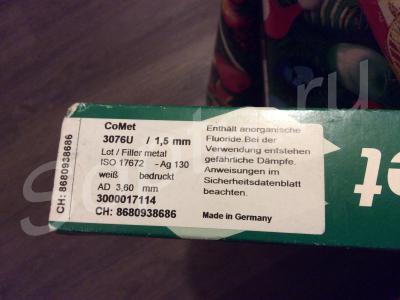 CoMet
3076U / 1,5 mm
Lot / Filler metal
ISO 17672 - Ag 130
weiß bedruckt
AD 3,60 mm
3000017114
CH: 8680938686
Enthält anorganische
Fluoride.Bei der
Verwendung entstehen
gefährliche Dämpfe.
Anweisungen im
Sicherheitsdatenblatt
beachten.
Made in Germany
CH: 8680938686
et